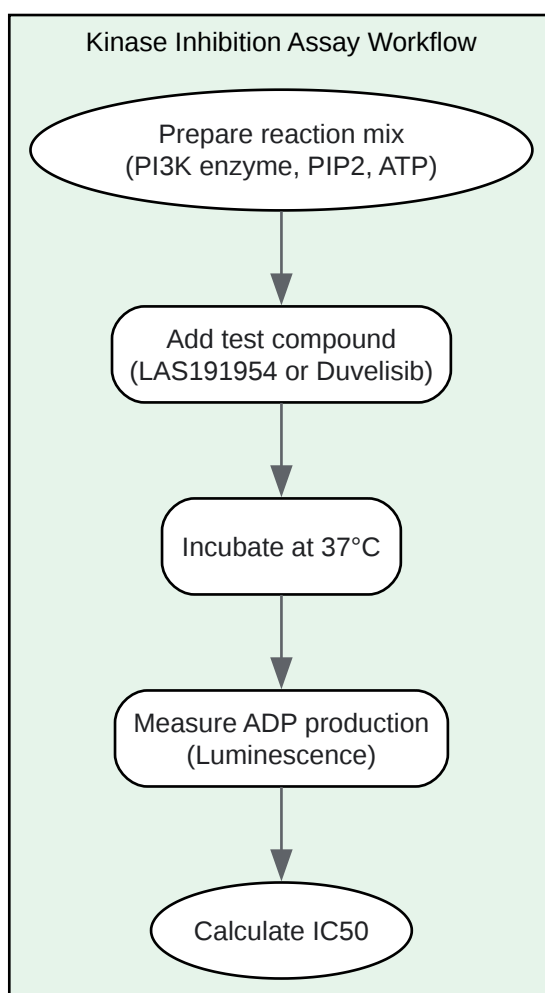 Kinase Inhibition Assay Workflow
Prepare reaction mix
(PI3K enzyme, PIP2, ATP)
Add test compound
(LAS191954 or Duvelisib)
Incubate at 37°C
Measure ADP production
(Luminescence)
Calculate IC50